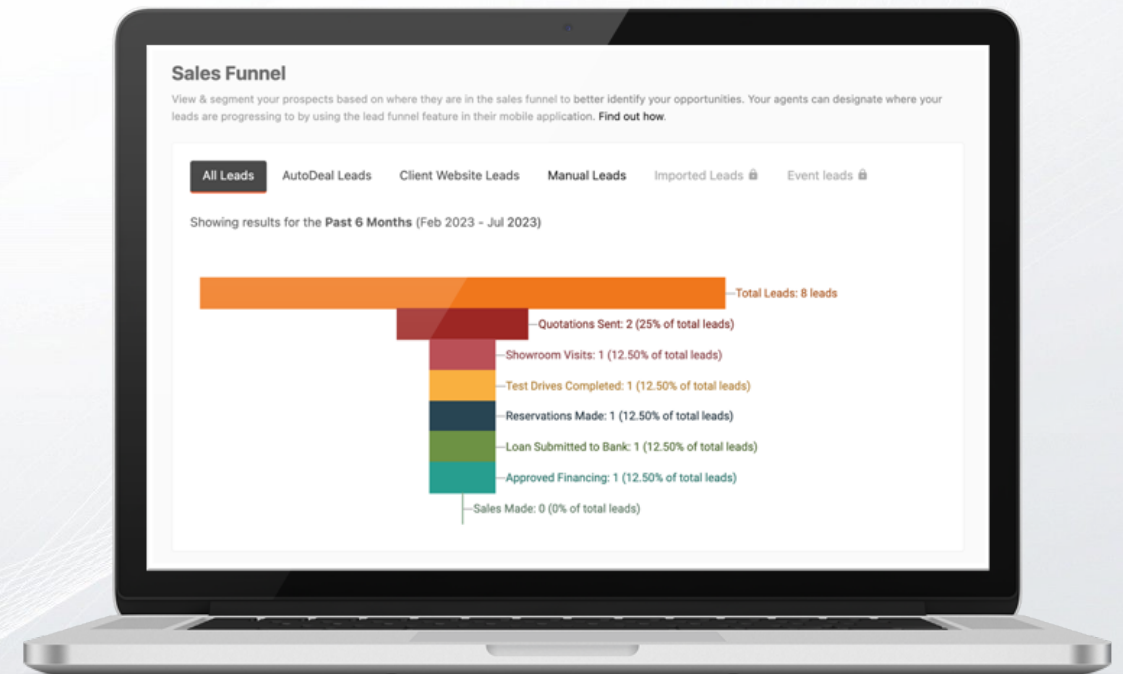 Sales Funnel
View & segment your prospects based on where they are in the sales funnel to better identify your opportunities. Your agents can designate where your
leads are progressing to by using the lead funnel feature in their mobile application. Find out how.
All Leads
AutoDeal Leads
Client Website Leads
Manual Leads
Imported Leads
Event leads
Showing results for the Past 6 Months (Feb 2023 - Jul 2023)
Total Leads: 8 leads
Quotations Sent: 2 (25% of total leads)
Showroom Visits: 1 (12.50% of total leads)
Test Drives Completed: 1 (12.50% of total leads)
Reservations Made: 1 (12.50% of total leads)
Loan Submitted to Bank: 1 (12.50% of total leads)
Approved Financing: 1 (12.50% of total leads)
Sales Made: 0 (0% of total leads)